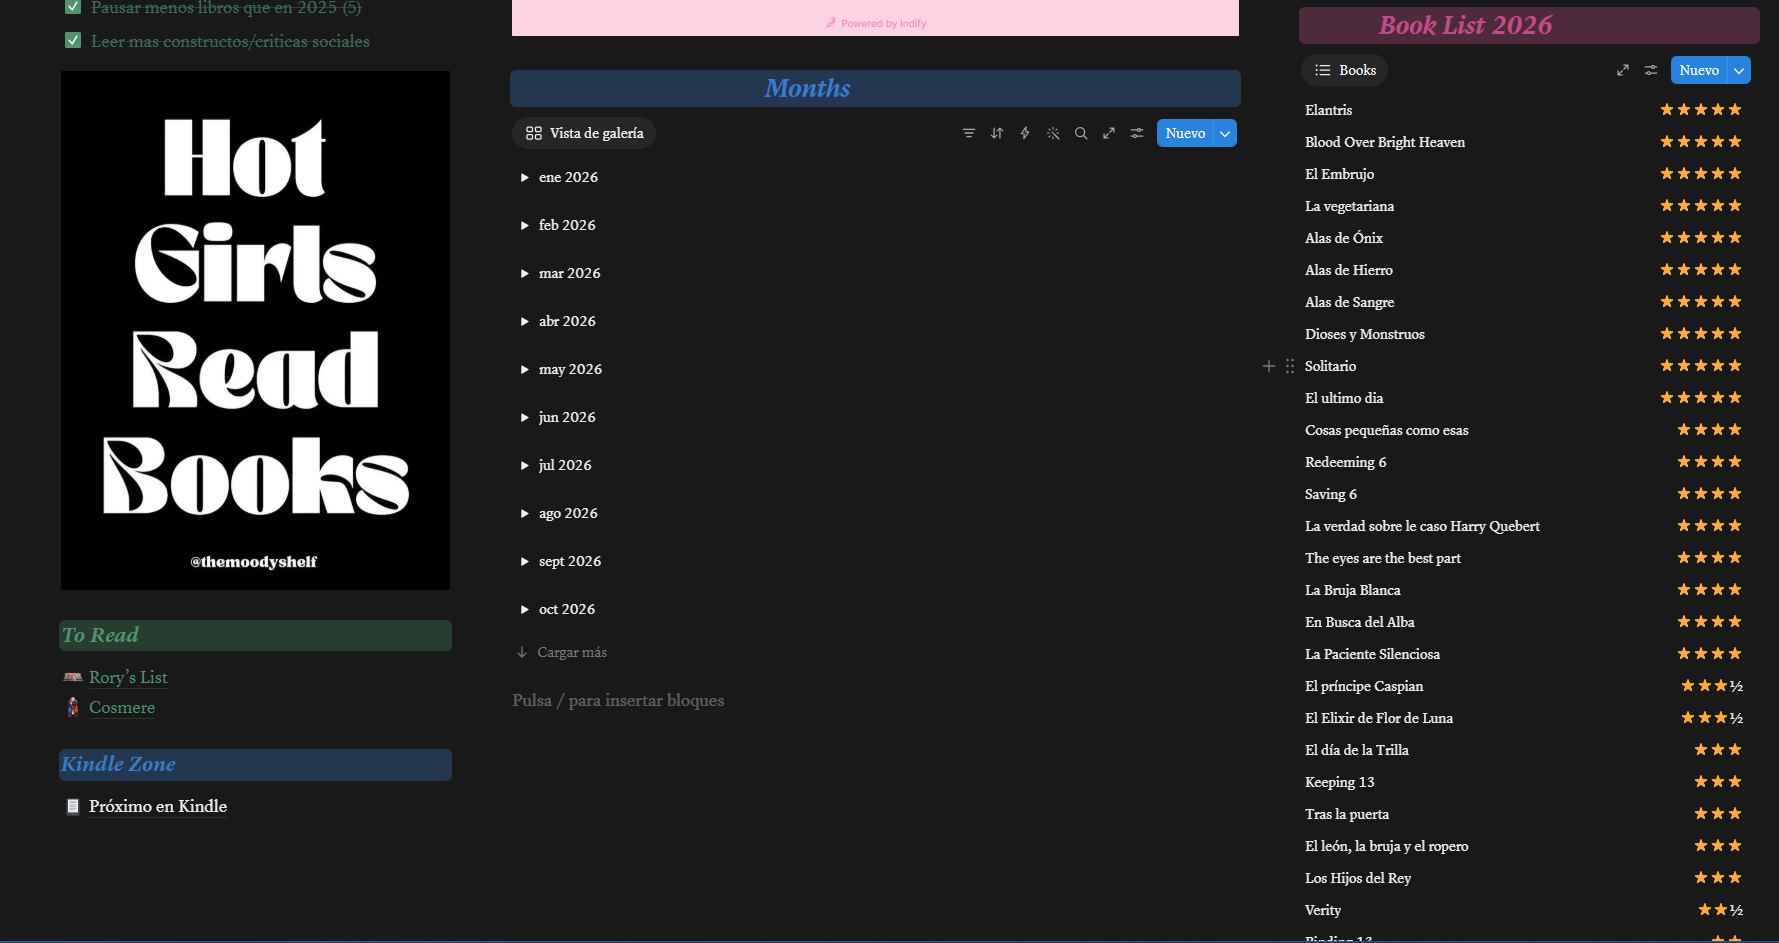 Pausar menos libros que en 2025 (5)
Leer mas constructos/criticas sociales
Hot
Girls
Read
Books
@themoodyshelf
To Read
Rory's List
Cosmere
Kindle Zone
Próximo en Kindle
Powered by Indify
Months
Vista de galería
Nuevo
ene 2026
feb 2026
mar 2026
abr 2026
may 2026
jun 2026
jul 2026
ago 2026
sept 2026
oct 2026
Cargar más
Pulsa / para insertar bloques
Book List 2026
Books
Nuevo
Elantris
Blood Over Bright Heaven
El Embrujo
La vegetariana
Alas de Ónix
Alas de Hierro
Alas de Sangre
Dioses y Monstruos
Solitario
El ultimo dia
Cosas pequeñas como esas
Redeeming 6
Saving 6
La verdad sobre le caso Harry Quebert
The eyes are the best part
La Bruja Blanca
En Busca del Alba
La Paciente Silenciosa
El príncipe Caspian ½
El Elixir de Flor de Luna ½
El día de la Trilla
Keeping 13
Tras la puerta
El león, la bruja y el ropero
Los Hijos del Rey
Verity ½
Binding 13